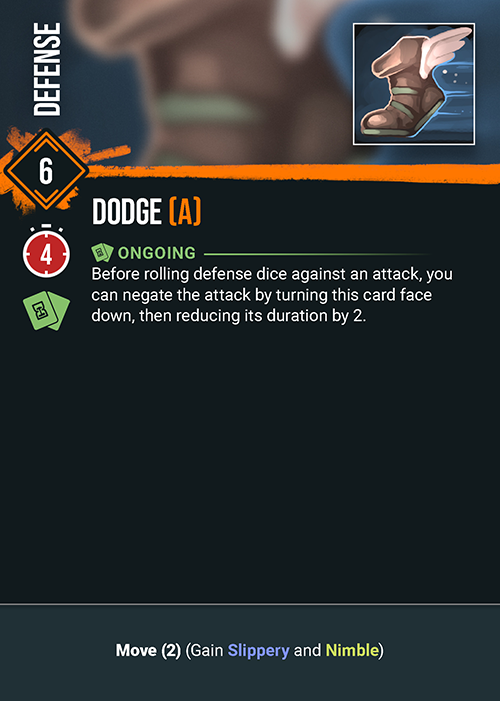 DEFENSE
6
DODGE (A)
4
ONGOING
Before rolling defense dice against an attack, you
can negate the attack by turning this card face
down, then reducing its duration by 2.
Move (2) (Gain Slippery and Nimble)